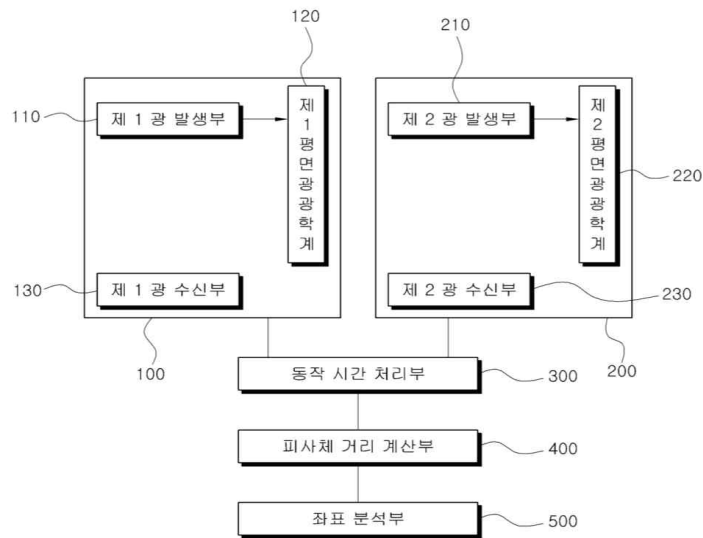 120
210
110
제 1 광 발생부
제1평면광광학계
제 2 광 발생부
제2평면광광학계
220
130
제 1 광 수신부
제 2 광 수신부
230
100
200
동작 시간 처리부
300
피사체 거리 계산부
400
좌표 분석부
500